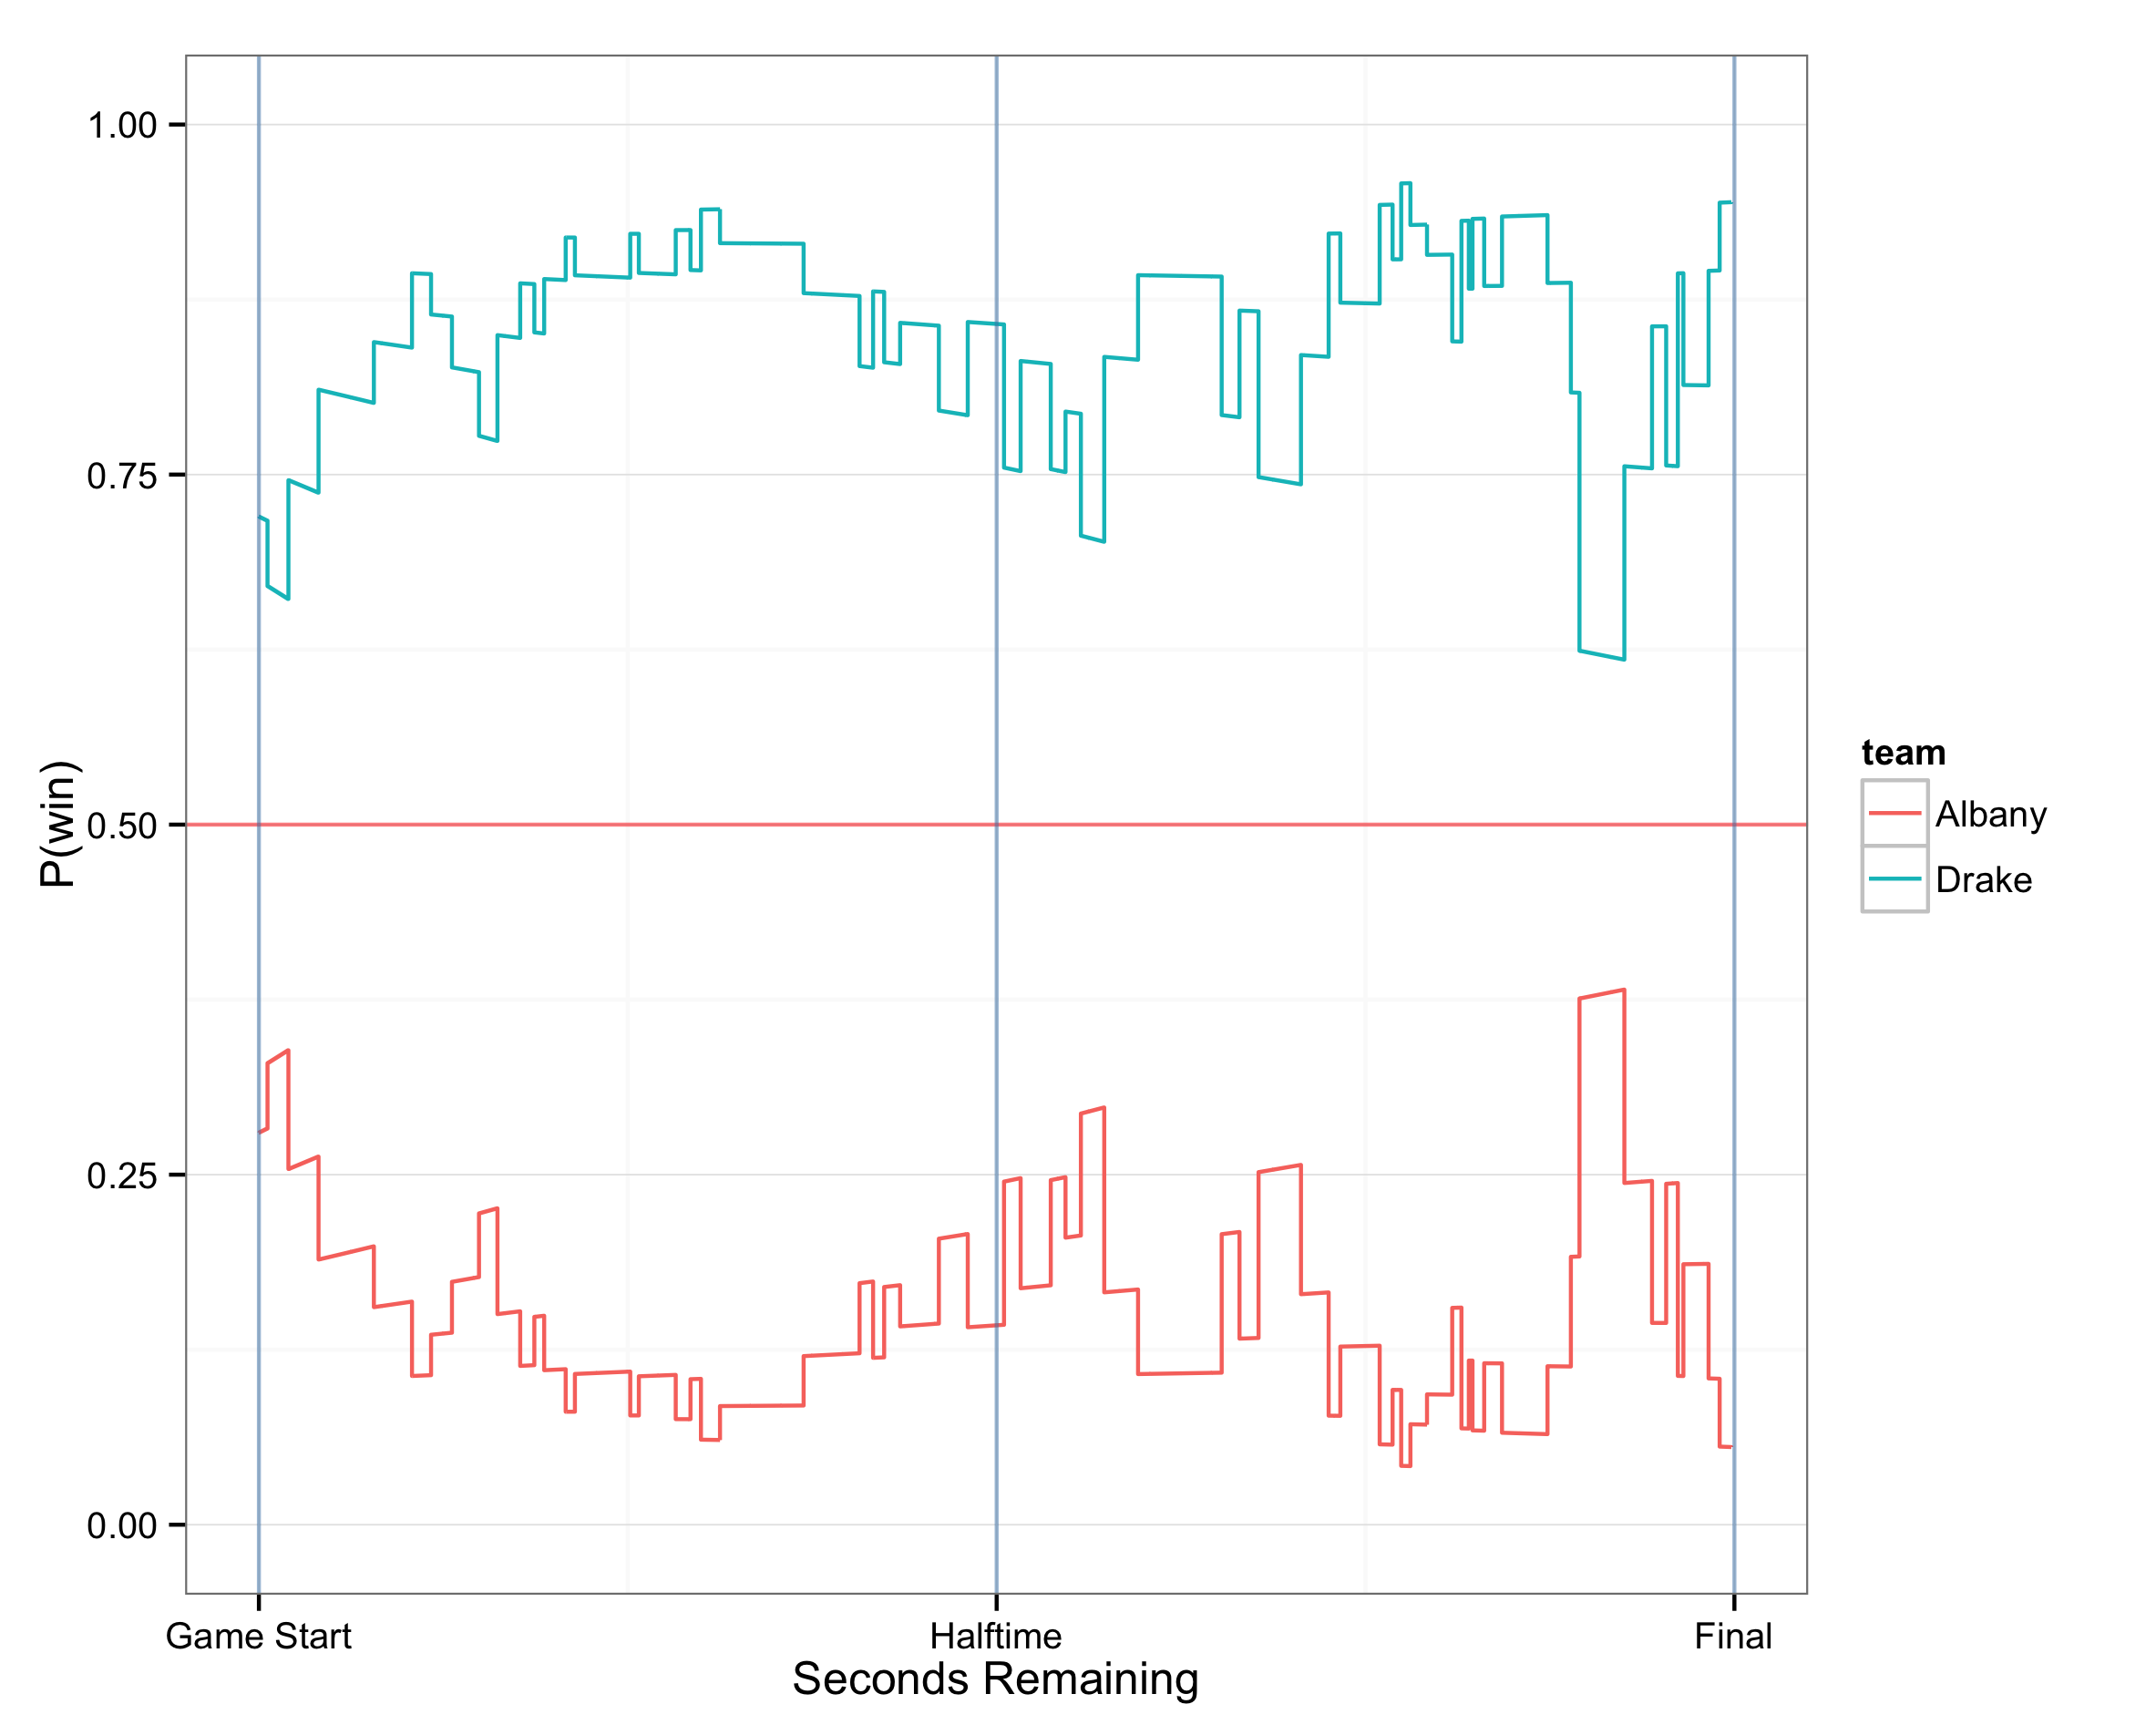 1.00
0.75
0.50
0.25
0.00
P(win)
Game Start
Halftime
Final
Seconds Remaining
team
Albany
Drake